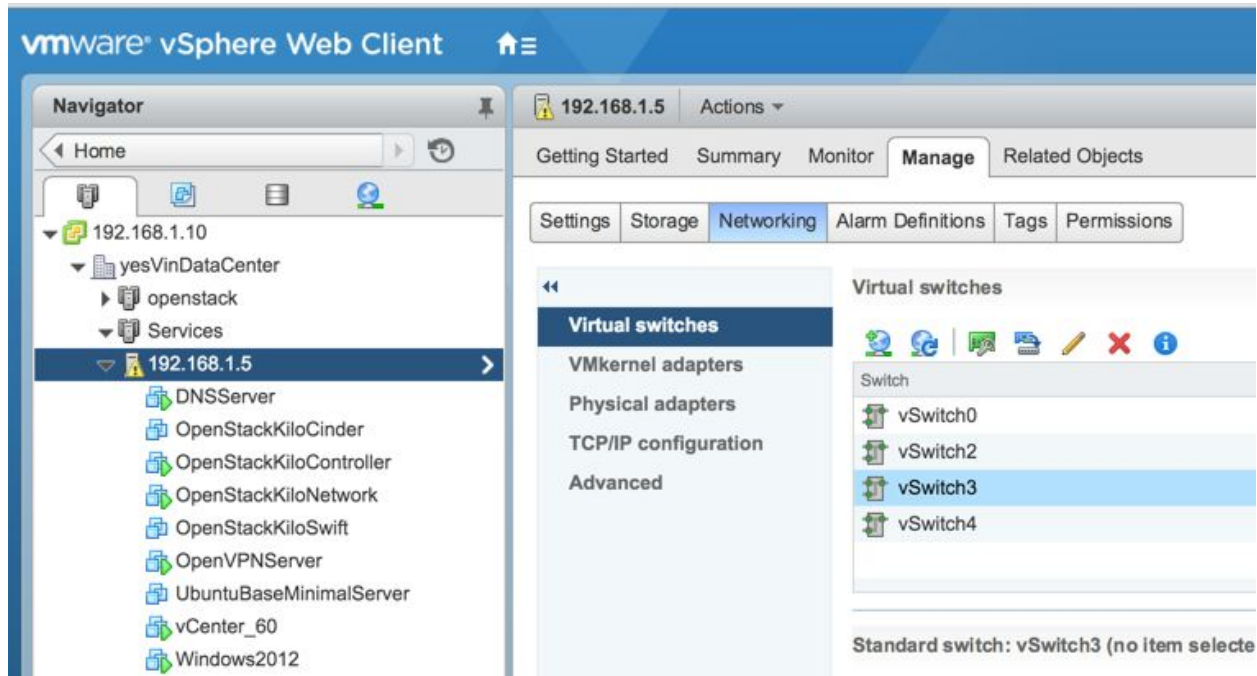 vmware® vSphere Web Client
Navigator
Home
192.168.1.10
yesVinDataCenter
openstack
Services
192.168.1.5
DNSServer
OpenStackKiloCinder
OpenStackKiloController
OpenStackKiloNetwork
OpenStackKiloSwift
OpenVPNServer
UbuntuBaseMinimalServer
vCenter_60
Windows2012
192.168.1.5 Actions
Getting Started Summary Monitor Manage Related Objects
Settings Storage Networking Alarm Definitions Tags Permissions
Virtual switches
VMkernel adapters
Physical adapters
TCP/IP configuration
Advanced
Virtual switches
Switch
vSwitch0
vSwitch2
vSwitch3
vSwitch4
Standard switch: vSwitch3 (no item selecte